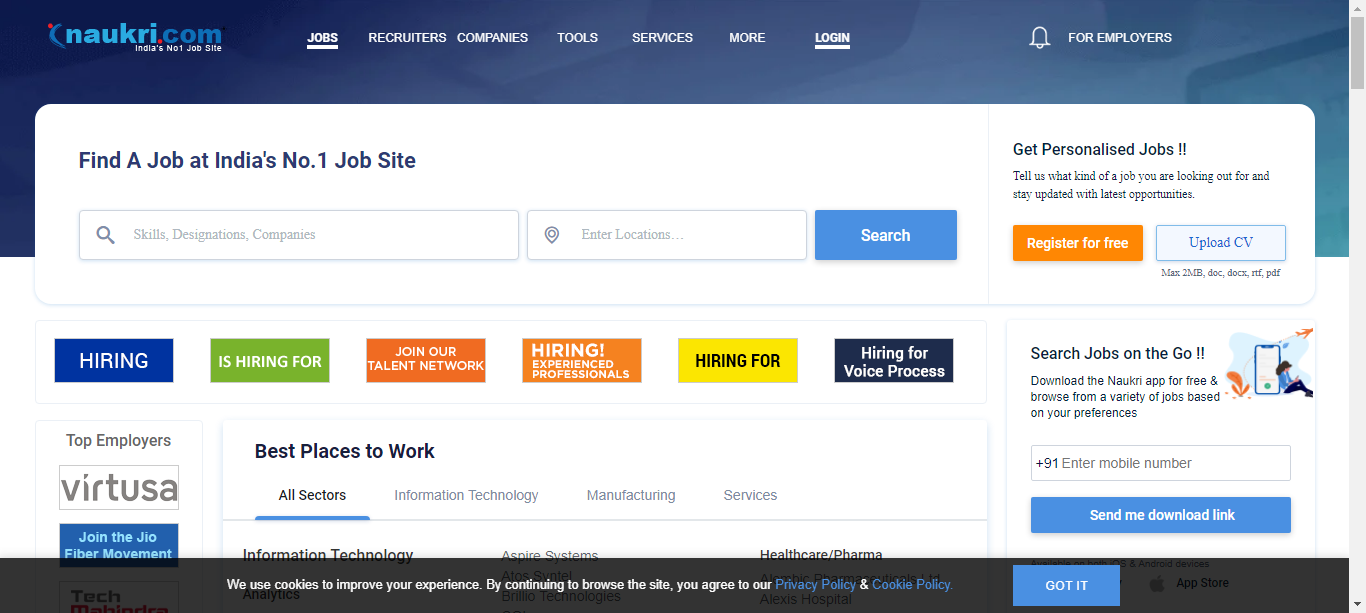 naukri.com
India's No1 Job Site
JOBS
RECRUITERS
COMPANIES
TOOLS
SERVICES
MORE
LOGIN
FOR EMPLOYERS
Find A Job at India's No.1 Job Site
Skills, Designations, Companies
Enter Locations...
Search
Get Personalised Jobs !!
Tell us what kind of a job you are looking out for and
stay updated with latest opportunities.
Register for free
Upload CV
Max 2MB, doc, docx, rtf, pdf
HIRING
IS HIRING FOR
JOIN OUR
TALENT NETWORK
HIRING!
EXPERIENCED
PROFESSIONALS
HIRING FOR
Hiring for
Voice Process
Search Jobs on the Go !!
Download the Naukri app for free &
browse from a variety of jobs based
on your preferences
+91 Enter mobile number
Send me download link
Available on both iOS & Android devices
App Store
Top Employers
virtusa
Join the Jio
Fiber Movement
Tech
Mahindra
Best Places to Work
All Sectors
Information Technology
Manufacturing
Services
Information Technology
Analytics
Aspire Systems
Atos Syntel
Brillio Technologies
Healthcare/Pharma
Alembic Pharmaceuticals Ltd
Alexis Hospital
We use cookies to improve your experience. By continuing to browse the site, you agree to our Privacy Policy & Cookie Policy.
GOT IT